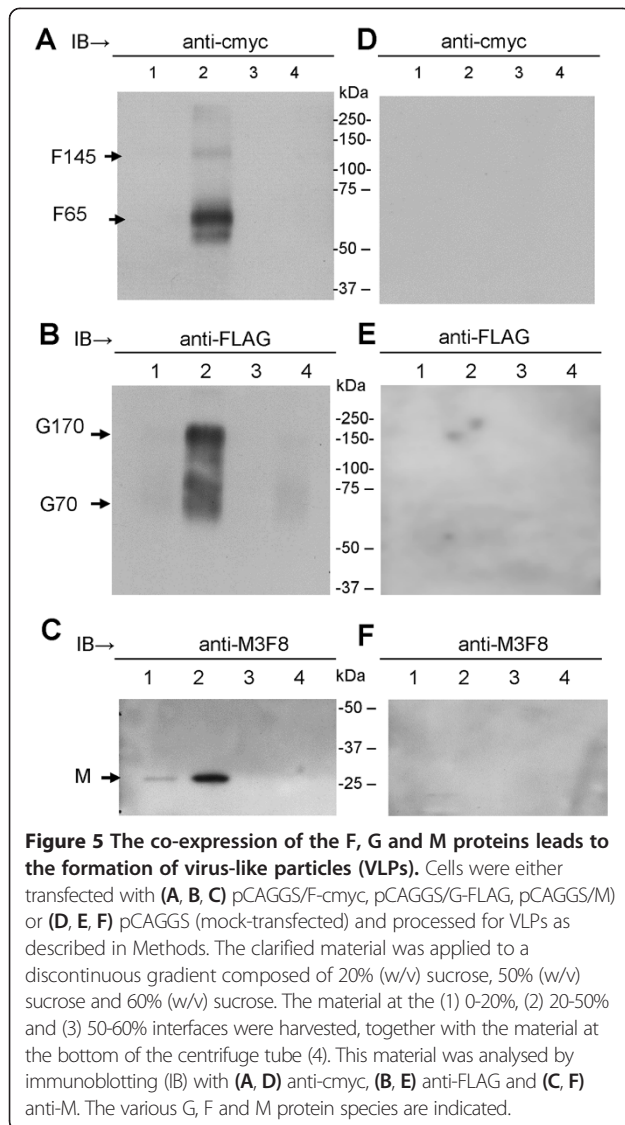 A IB→ anti-cmyc D anti-cmyc
1 2 3 4 1 2 3 4
kDa
-250-
-150-
F145 -100-
-75 –
F65
50 –
-37 -
B IB→ anti-FLAG E anti-FLAG
1 2 3 4 1 2 3 4
kDa
-250-
G170 -150-
-100-
-75 –
G70
-50 –
-37 -
C IB→ anti-M3F8 F anti-M3F8
1 2 3 4 kDa 1 2 3 4
-50 –
-37 -
M -25 –
Figure 5 The co-expression of the F, G and M proteins leads to
the formation of virus-like particles (VLPs). Cells were either
transfected with (A, B, C) pCAGGS/F-cmyc, pCAGGS/G-FLAG, pCAGGS/M)
or (D, E, F) pCAGGS (mock-transfected) and processed for VLPs as
described in Methods. The clarified material was applied to a
discontinuous gradient composed of 20% (w/v) sucrose, 50% (w/v)
sucrose and 60% (w/v) sucrose. The material at the (1) 0-20%, (2) 20-50%
and (3) 50-60% interfaces were harvested, together with the material at
the bottom of the centrifuge tube (4). This material was analysed by
immunoblotting (IB) with (A, D) anti-cmyc, (B, E) anti-FLAG and (C, F)
anti-M. The various G, F and M protein species are indicated.